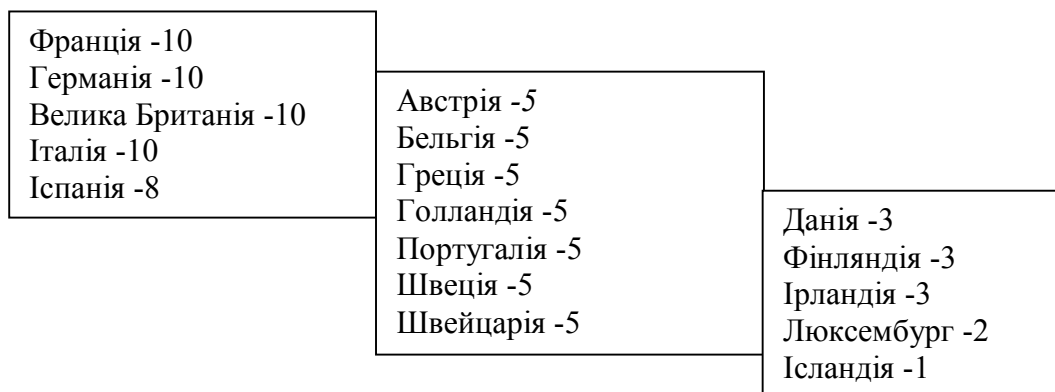 Франція -10
Германія -10
Велика Британія -10
Італія -10
Іспанія -8
Австрія -5
Бельгія -5
Греція -5
Голландія -5
Португалія -5
Швеція -5
Швейцарія -5
Данія -3
Фінляндія -3
Ірландія -3
Люксембург -2
Ісландія -1